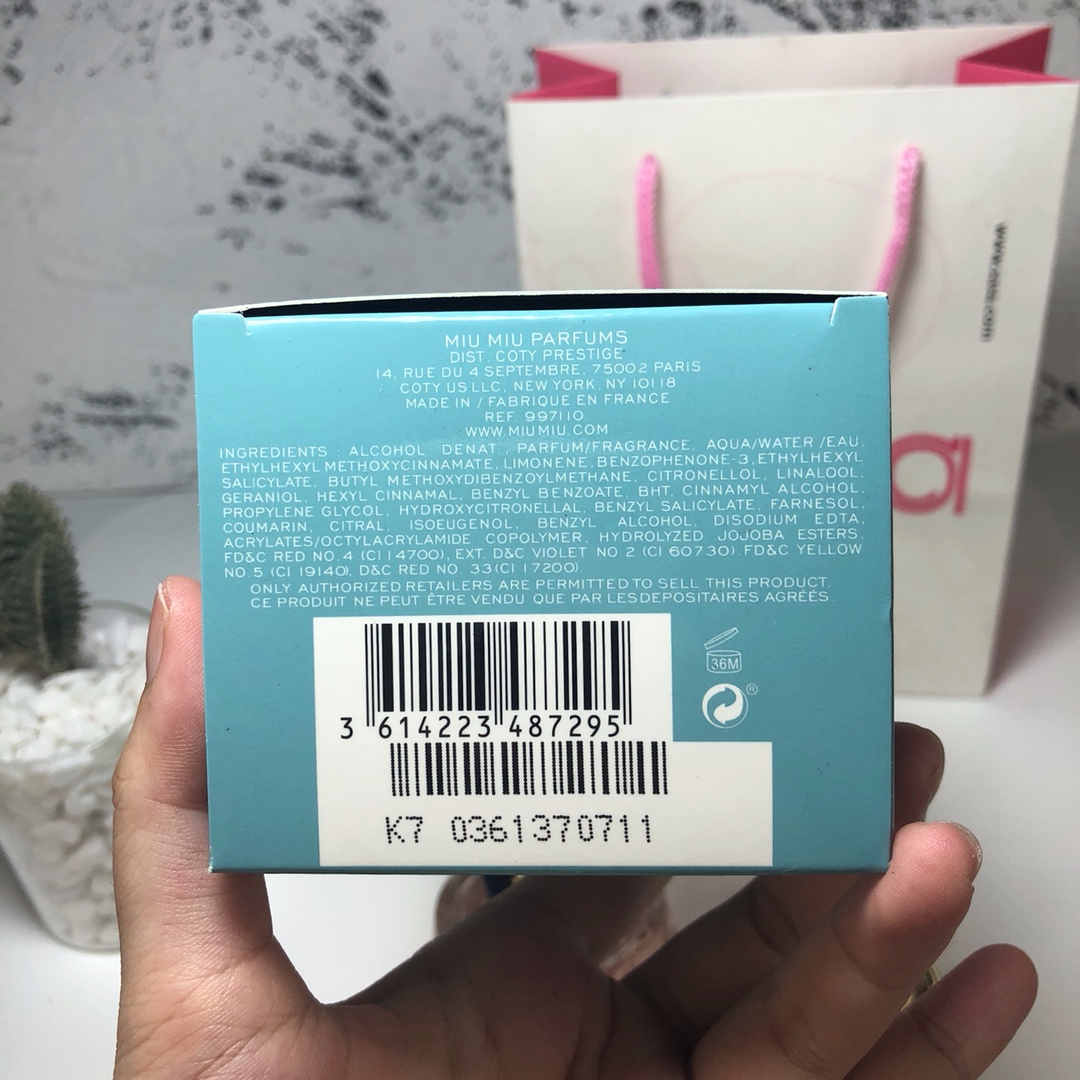 MIU MIU PARFUMS
DIST. COTY PRESTIGE
14, RUE DU 4 SEPTEMBRE, 75002 PARIS
COTY US LLC, NEW YORK, NY 10118
MADE IN / FABRIQUE EN FRANCE
REF. 997110
WWW.MIUMIU.COM
INGREDIENTS : ALCOHOL DENAT., PARFUM/FRAGRANCE, AQUA/WATER /EAU,
ETHYLHEXYL METHOXYCINNAMATE, LIMONENE, BENZOPHENONE-3, ETHYLHEXYL
SALICYLATE, BUTYL METHOXYDIBENZOYLMETHANE, CITRONELLOL, LINALOOL,
GERANIOL, HEXYL CINNAMAL, BENZYL BENZOATE, BHT, CINNAMYL ALCOHOL,
PROPYLENE GLYCOL, HYDROXYCITRONELLAL, BENZYL SALICYLATE, FARNESOL,
COUMARIN, CITRAL, ISOEUGENOL, BENZYL ALCOHOL, DISODIUM EDTA,
ACRYLATES/OCTYLACRYLAMIDE COPOLYMER, HYDROLYZED JOJOBA ESTERS,
FD&C RED NO.4 (CI 14700), EXT. D&C VIOLET NO.2 (CI 60730), FD&C YELLOW
NO.5 (CI 19140), D&C RED NO. 33(CI 17200)
ONLY AUTHORIZED RETAILERS ARE PERMITTED TO SELL THIS PRODUCT.
CE PRODUIT NE PEUT ÊTRE VENDU QUE PAR LESDEPOSITAIRES AGRÉÉS.
36M
®
3 614223 487295
K7 0361370711